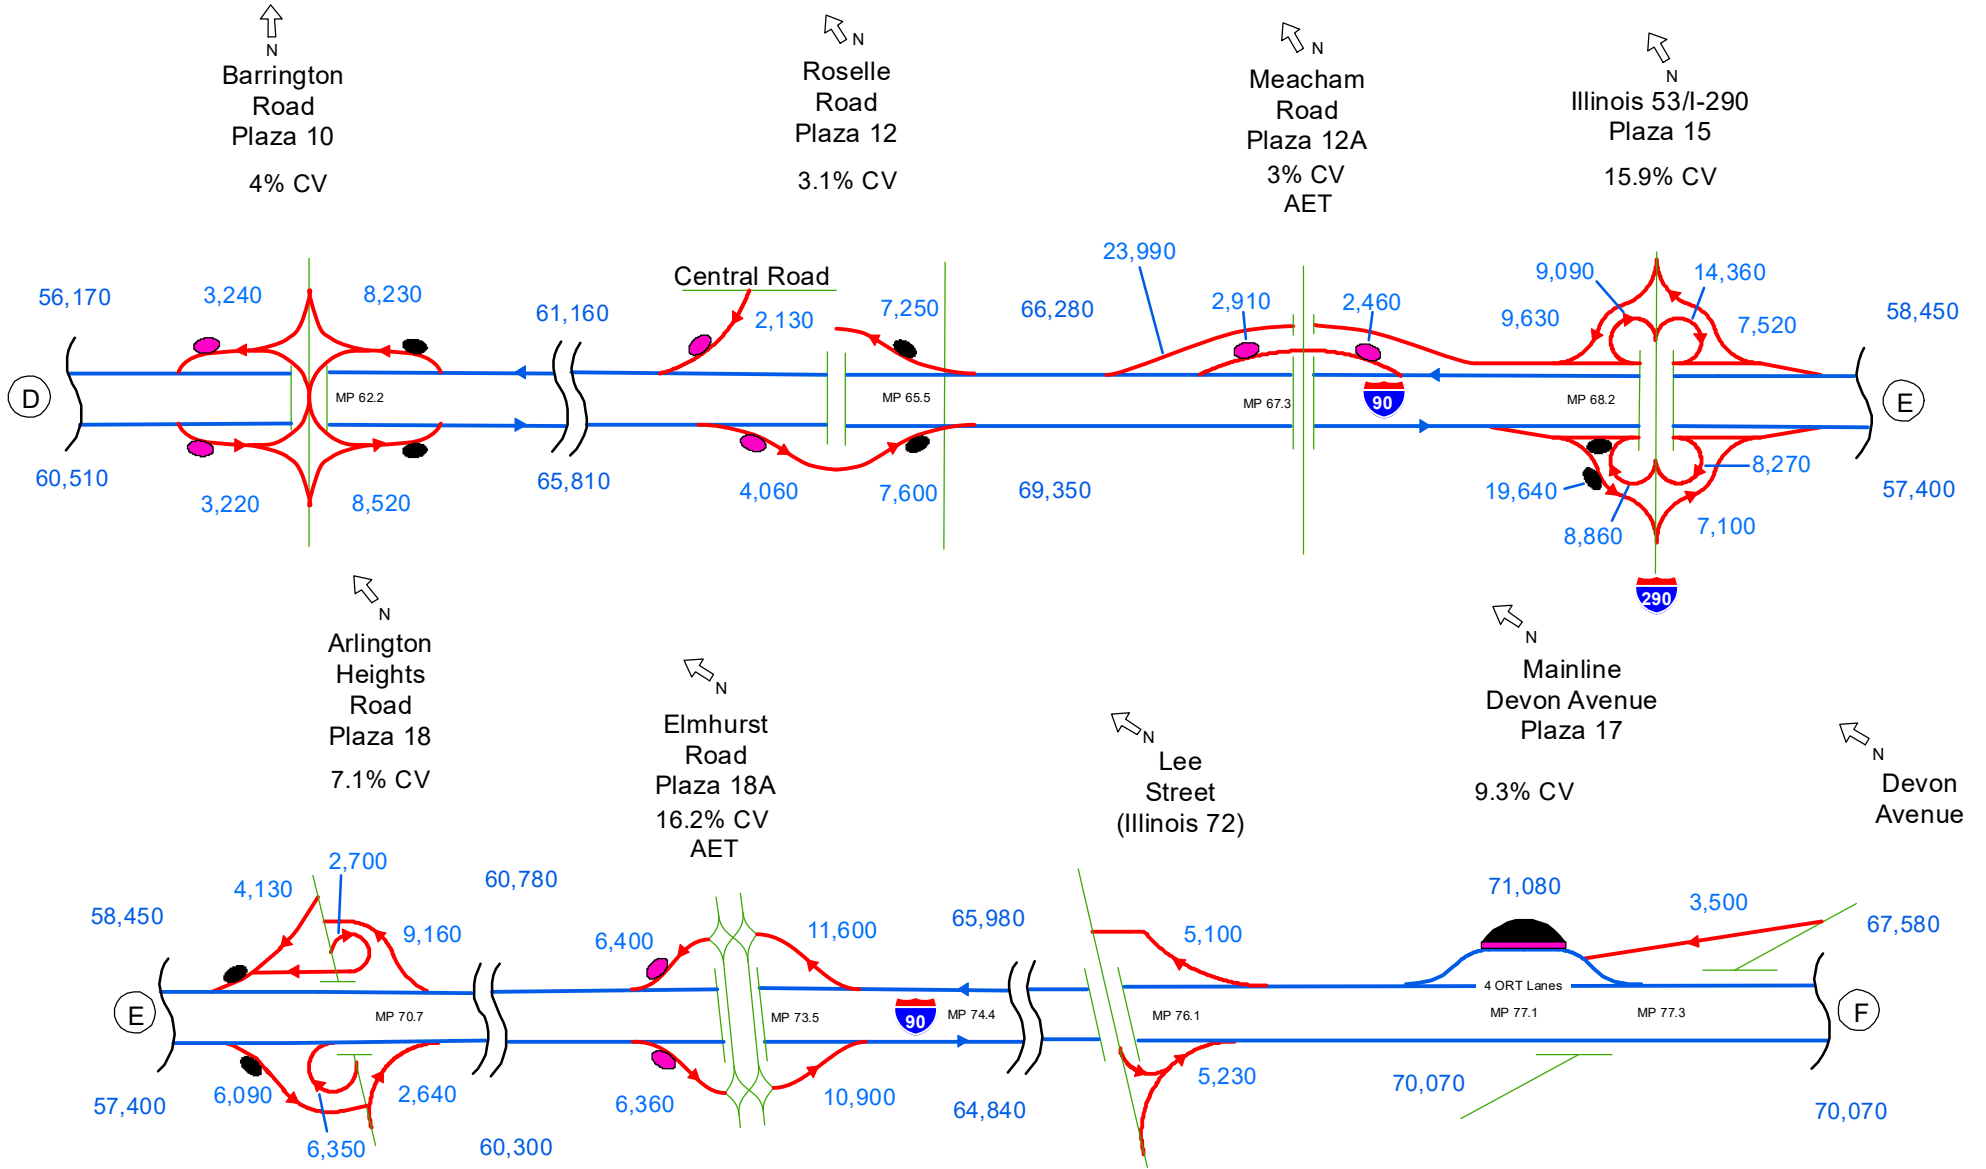 N
Barrington
Road
Plaza 10
4% CV
N
Roselle
Road
Plaza 12
3.1% CV
N
Meacham
Road
Plaza 12A
3% CV
AET
N
Illinois 53/I-290
Plaza 15
15.9% CV
56,170
3,240
8,230
61,160
Central Road
2,130
7,250
66,280
23,990
2,910
2,460
9,090
14,360
9,630
7,520
58,450
D
MP 62.2
MP 65.5
MP 67.3
90
MP 68.2
E
60,510
3,220
8,520
65,810
4,060
7,600
69,350
19,640
8,860
8,270
7,100
57,400
290
N
Arlington
Heights
Road
Plaza 18
7.1% CV
N
Elmhurst
Road
Plaza 18A
16.2% CV
AET
N
Lee
Street
(Illinois 72)
N
Mainline
Devon Avenue
Plaza 17
9.3% CV
N
Devon
Avenue
58,450
4,130
2,700
9,160
60,780
6,400
11,600
65,980
5,100
71,080
3,500
67,580
E
MP 70.7
MP 73.5
90
MP 74.4
MP 76.1
4 ORT Lanes
MP 77.1
MP 77.3
F
57,400
6,090
6,350
2,640
60,300
6,360
10,900
64,840
5,230
70,070
70,070